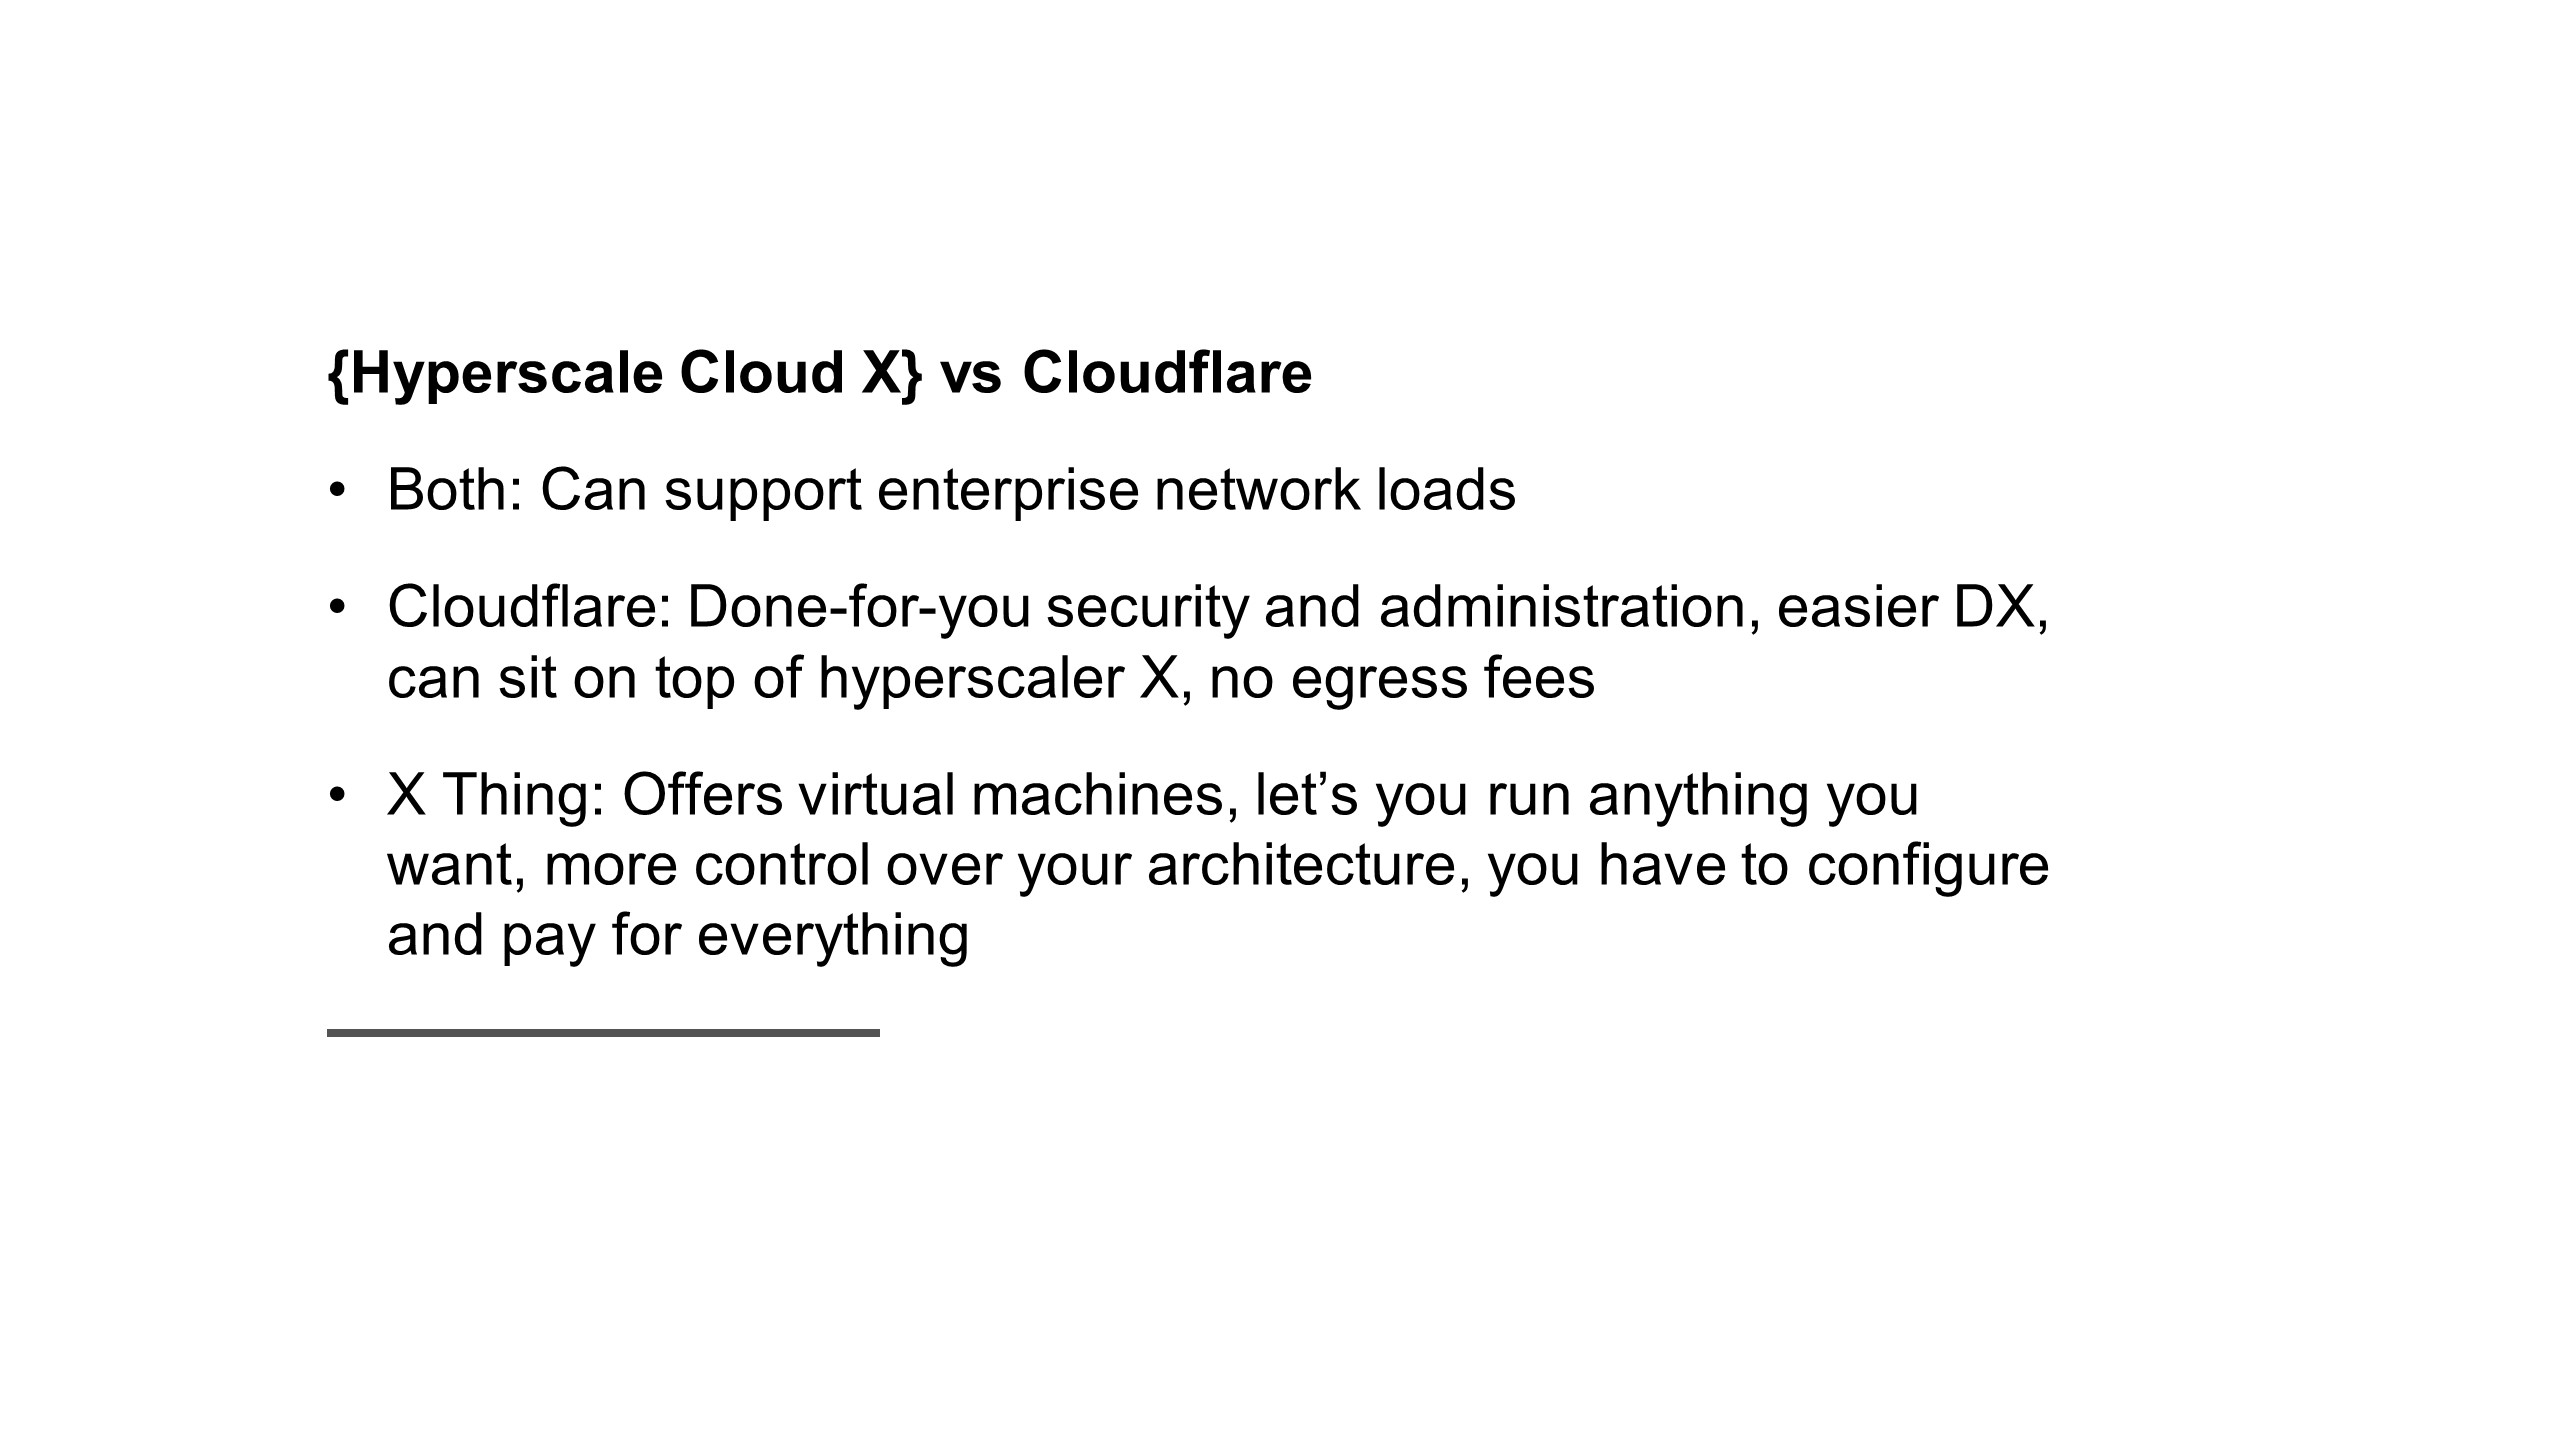 {Hyperscale Cloud X} vs Cloudflare
• Both: Can support enterprise network loads
• Cloudflare: Done-for-you security and administration, easier DX,
can sit on top of hyperscaler X, no egress fees
• X Thing: Offers virtual machines, let’s you run anything you
want, more control over your architecture, you have to configure
and pay for everything